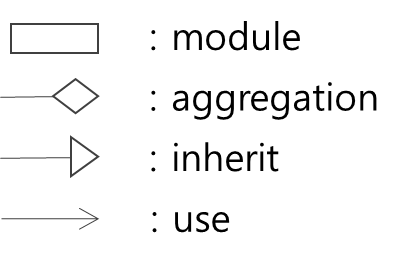 : module
: aggregation
: inherit
: use